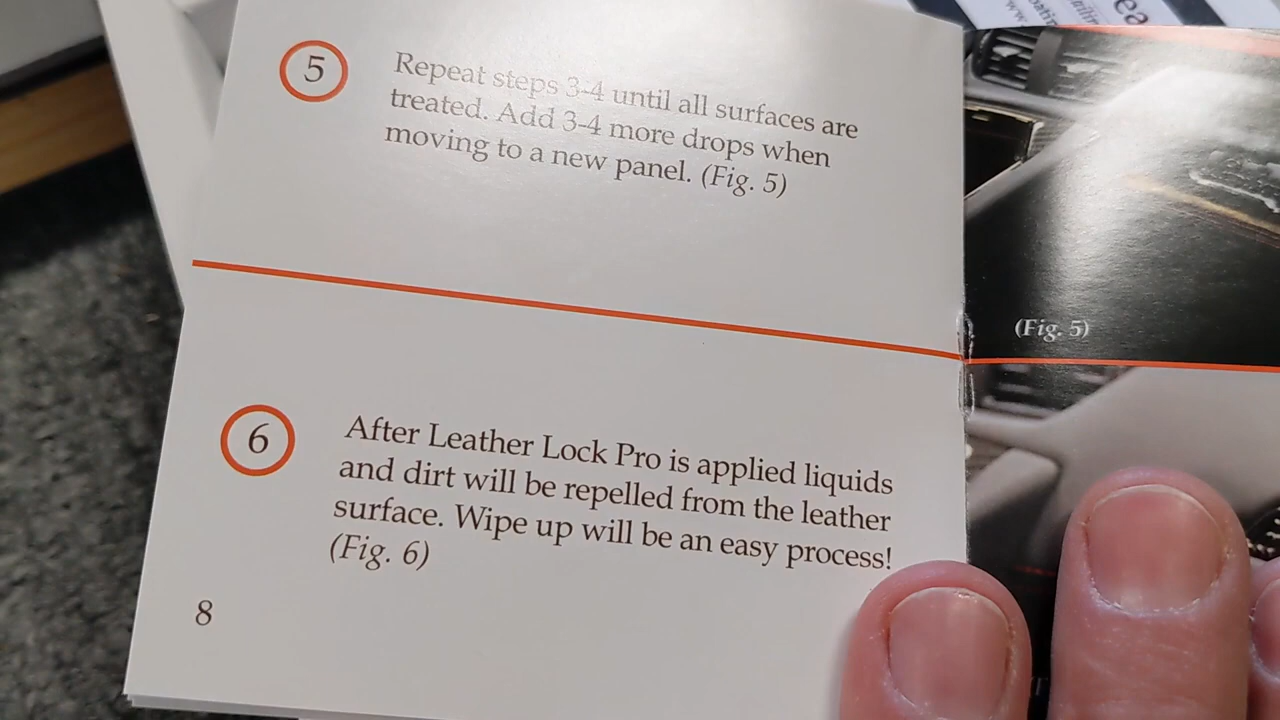 5
Repeat steps 3-4 until all surfaces are
treated. Add 3-4 more drops when
moving to a new panel. (Fig. 5)
6
After Leather Lock Pro is applied liquids
and dirt will be repelled from the leather
surface. Wipe up will be an easy process!
(Fig. 6)
8
(Fig. 5)
www.